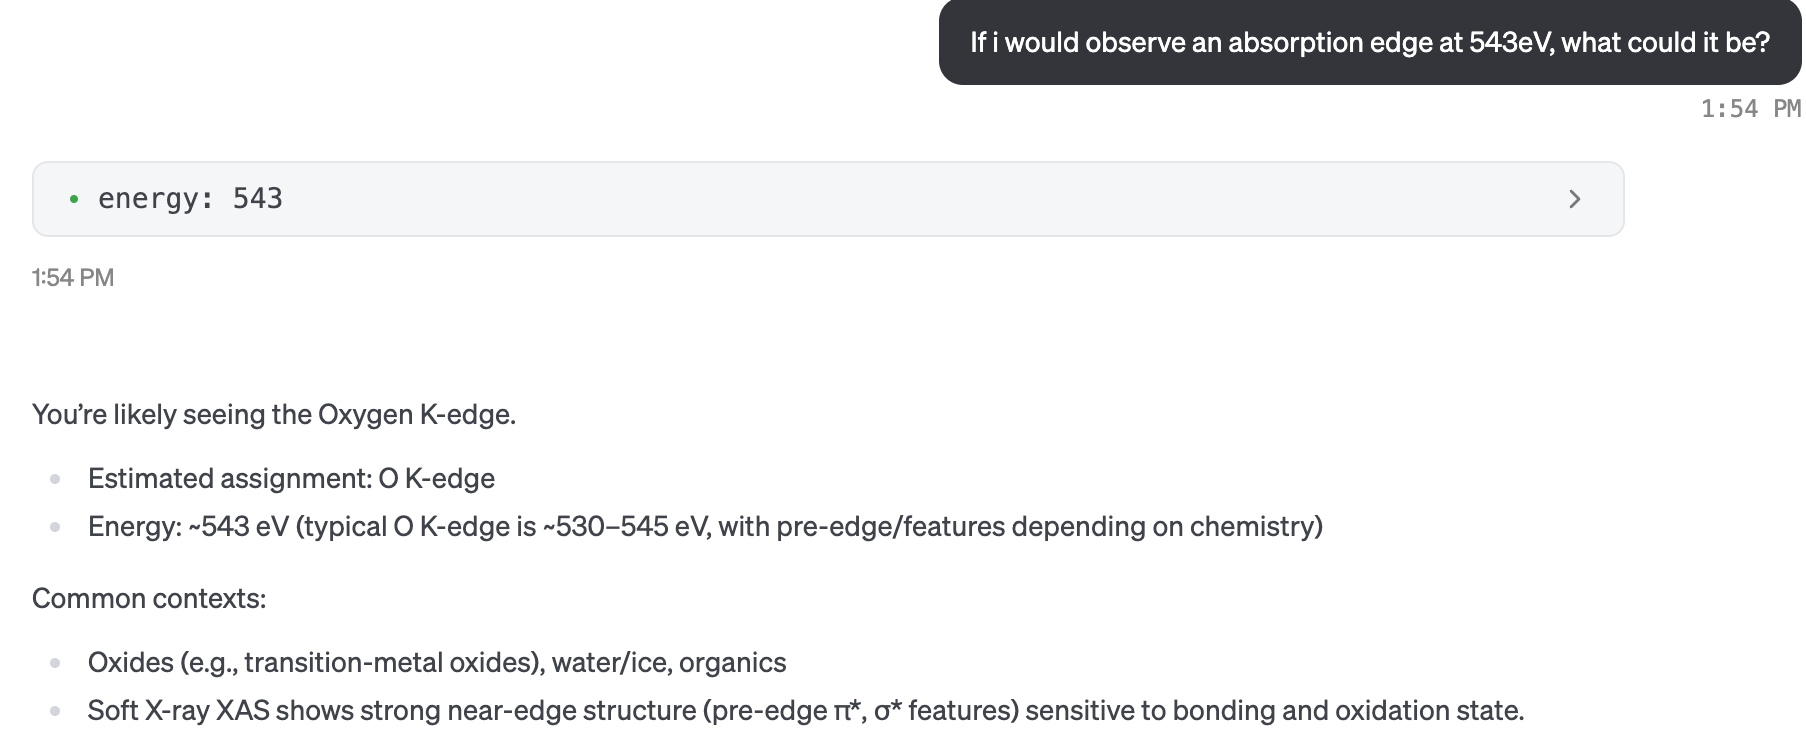 If i would observe an absorption edge at 543eV, what could it be?
1:54 PM
• energy: 543
1:54 PM
You’re likely seeing the Oxygen K-edge.
• Estimated assignment: O K-edge
• Energy: ~543 eV (typical O K-edge is ~530–545 eV, with pre-edge/features depending on chemistry)
Common contexts:
• Oxides (e.g., transition-metal oxides), water/ice, organics
• Soft X-ray XAS shows strong near-edge structure (pre-edge π*, σ* features) sensitive to bonding and oxidation state.